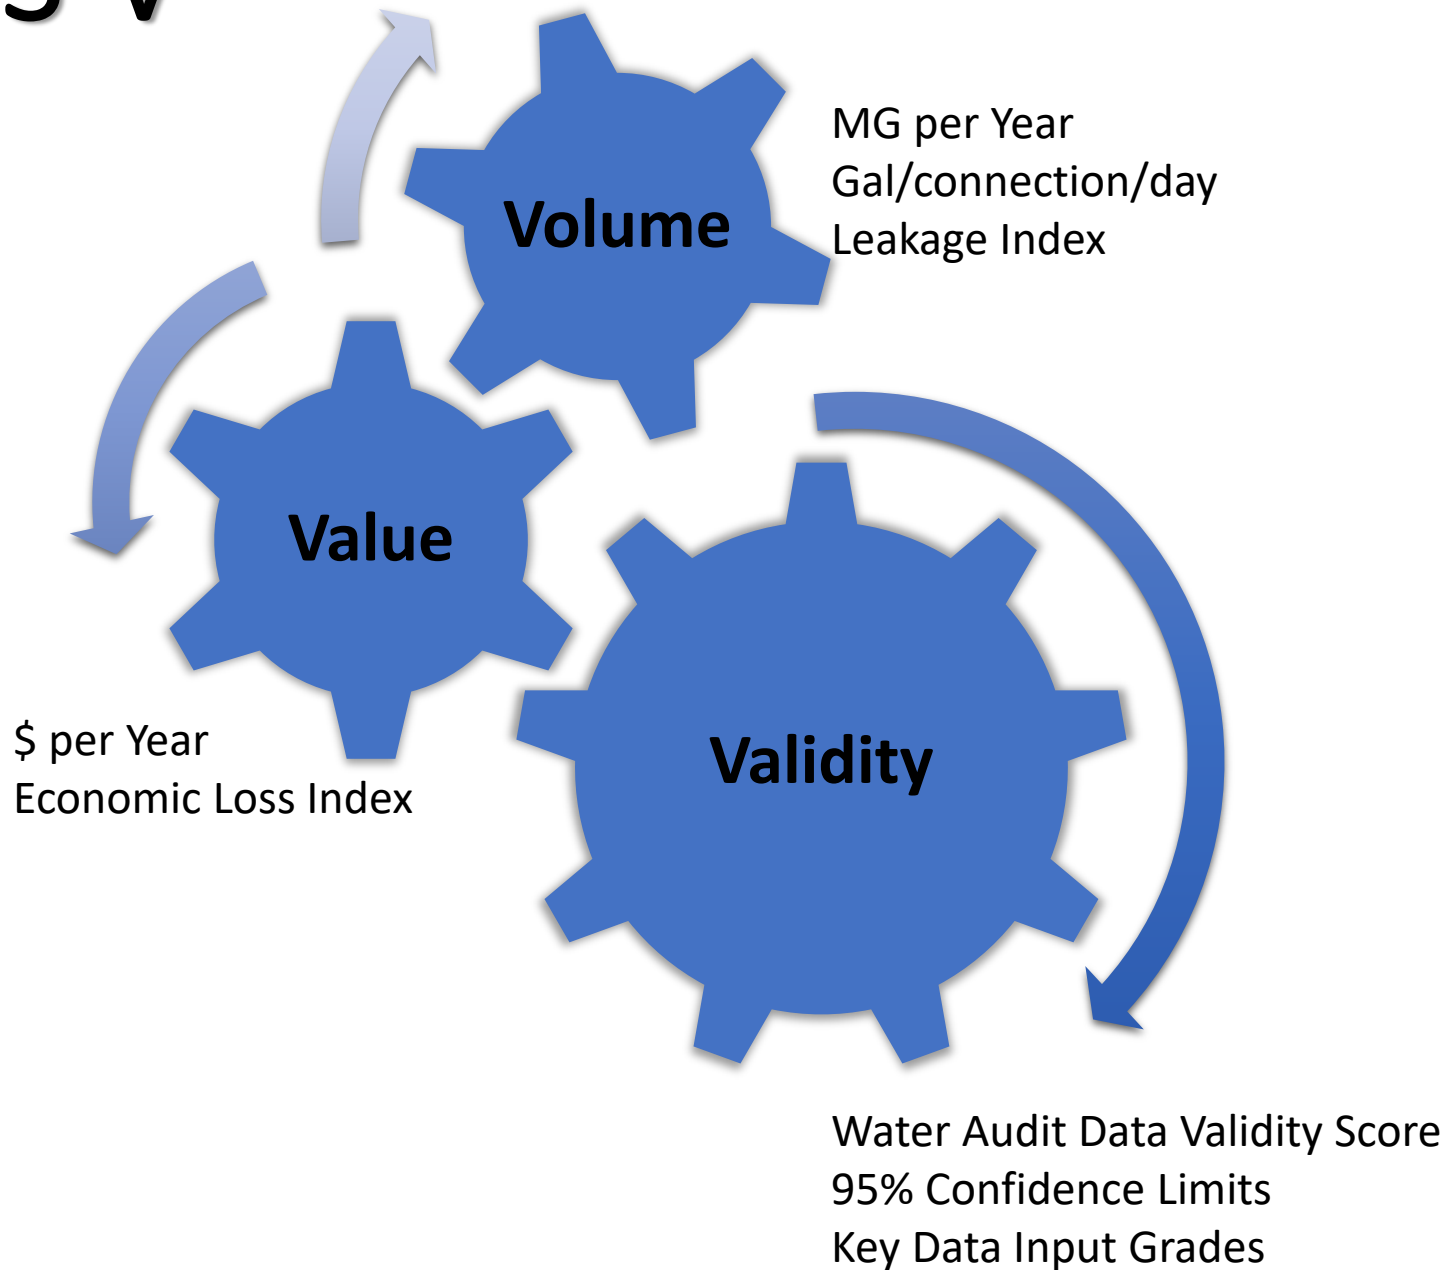 Volume
MG per Year
Gal/connection/day
Leakage Index
Value
$ per Year
Economic Loss Index
Validity
Water Audit Data Validity Score
95% Confidence Limits
Key Data Input Grades